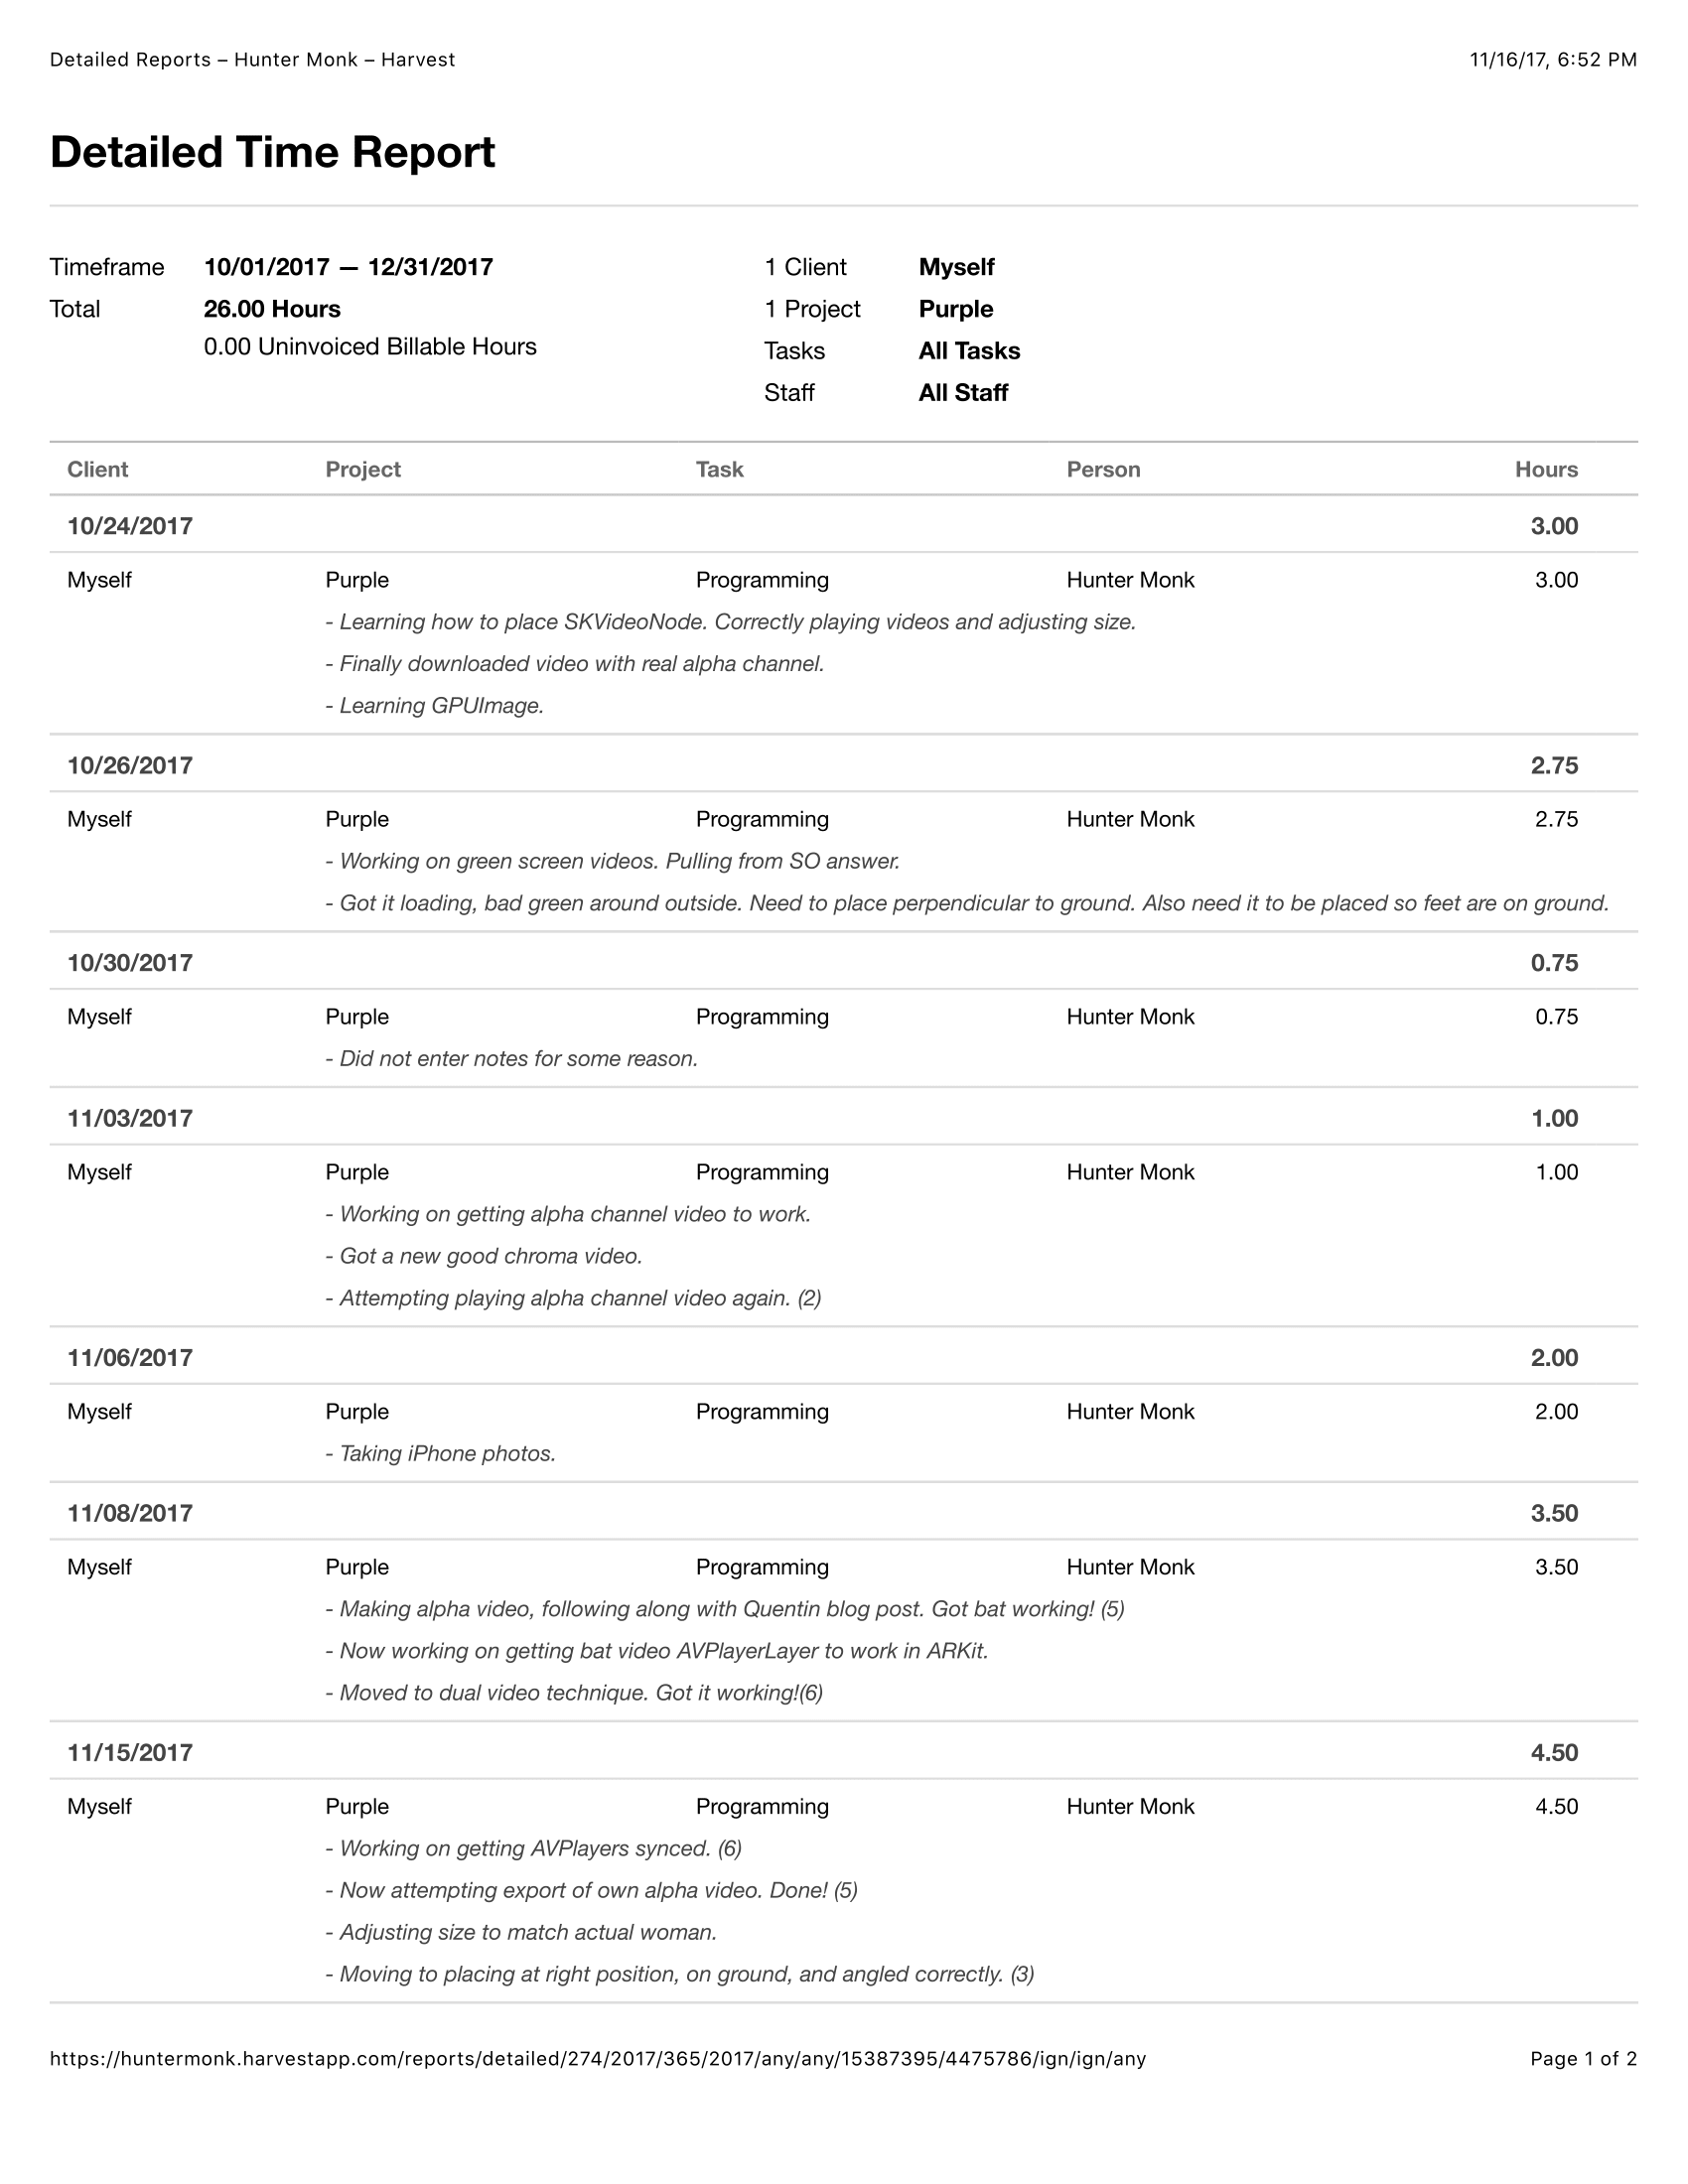 Detailed Reports – Hunter Monk – Harvest 11/16/17, 6:52 PM
Detailed Time Report
Timeframe 10/01/2017 — 12/31/2017 1 Client Myself
Total 26.00 Hours 1 Project Purple
0.00 Uninvoiced Billable Hours
Tasks All Tasks
Staff All Staff
Client Project Task Person Hours
10/24/2017 3.00
Myself Purple Programming Hunter Monk 3.00
- Learning how to place SKVideoNode. Correctly playing videos and adjusting size.
- Finally downloaded video with real alpha channel.
- Learning GPUImage.
10/26/2017 2.75
Myself Purple Programming Hunter Monk 2.75
- Working on green screen videos. Pulling from SO answer.
- Got it loading, bad green around outside. Need to place perpendicular to ground. Also need it to be placed so feet are on ground.
10/30/2017 0.75
Myself Purple Programming Hunter Monk 0.75
- Did not enter notes for some reason.
11/03/2017 1.00
Myself Purple Programming Hunter Monk 1.00
- Working on getting alpha channel video to work.
- Got a new good chroma video.
- Attempting playing alpha channel video again. (2)
11/06/2017 2.00
Myself Purple Programming Hunter Monk 2.00
- Taking iPhone photos.
11/08/2017 3.50
Myself Purple Programming Hunter Monk 3.50
- Making alpha video, following along with Quentin blog post. Got bat working! (5)
- Now working on getting bat video AVPlayerLayer to work in ARKit.
- Moved to dual video technique. Got it working!(6)
11/15/2017 4.50
Myself Purple Programming Hunter Monk 4.50
- Working on getting AVPlayers synced. (6)
- Now attempting export of own alpha video. Done! (5)
- Adjusting size to match actual woman.
- Moving to placing at right position, on ground, and angled correctly. (3)
https://huntermonk.harvestapp.com/reports/detailed/274/2017/365/2017/any/any/15387395/4475786/ign/ign/any Page 1 of 2